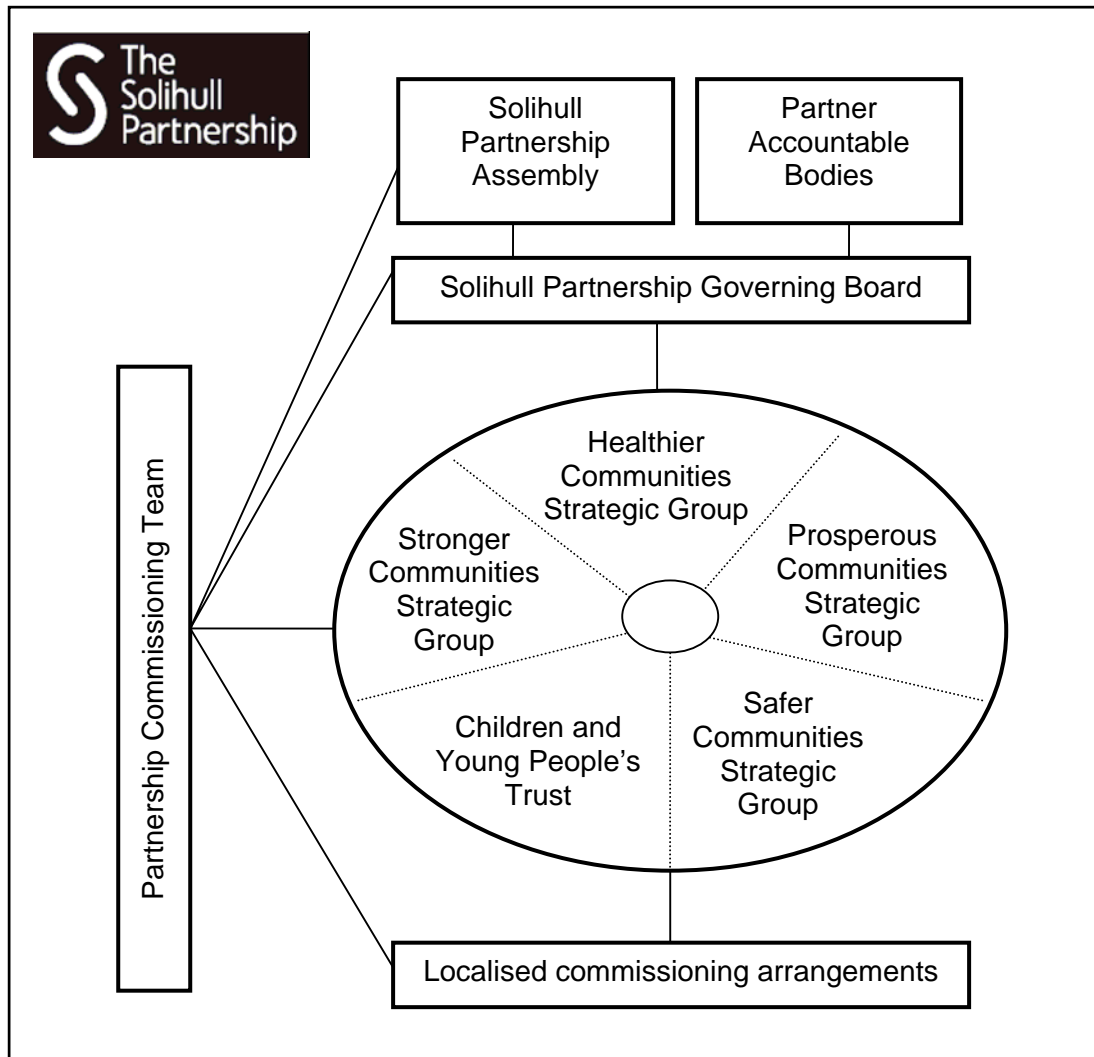 The
Solihull
Partnership
Solihull
Partnership
Assembly
Partner
Accountable
Bodies
Solihull Partnership Governing Board
Partnership Commissioning Team
Healthier
Communities
Strategic Group
Stronger
Communities
Strategic
Group
Prosperous
Communities
Strategic
Group
Children and
Young People’s
Trust
Safer
Communities
Strategic
Group
Localised commissioning arrangements